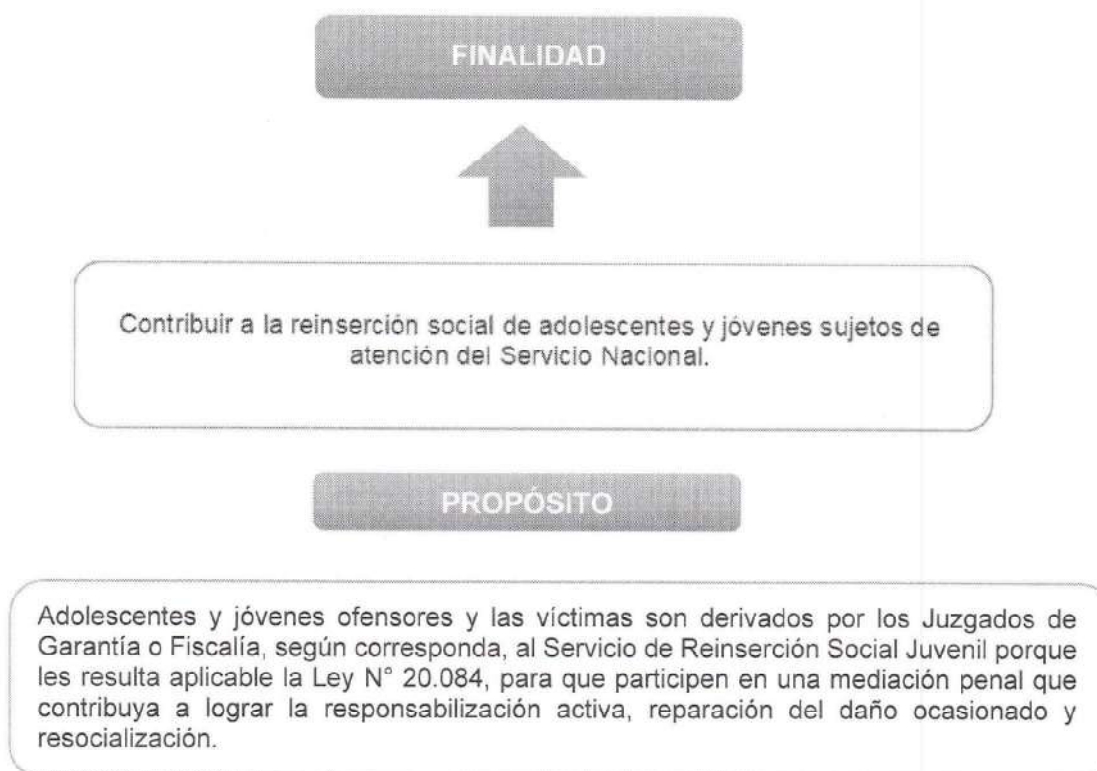 FINALIDAD
Contribuir a la reinserción social de adolescentes y jóvenes sujetos de
atención del Servicio Nacional.
PROPÓSITO
Adolescentes y jóvenes ofensores y las víctimas son derivados por los Juzgados de
Garantía o Fiscalía, según corresponda, al Servicio de Reinserción Social Juvenil porque
les resulta aplicable la Ley N° 20.084, para que participen en una mediación penal que
contribuya a lograr la responsabilización activa, reparación del daño ocasionado y
resocialización.